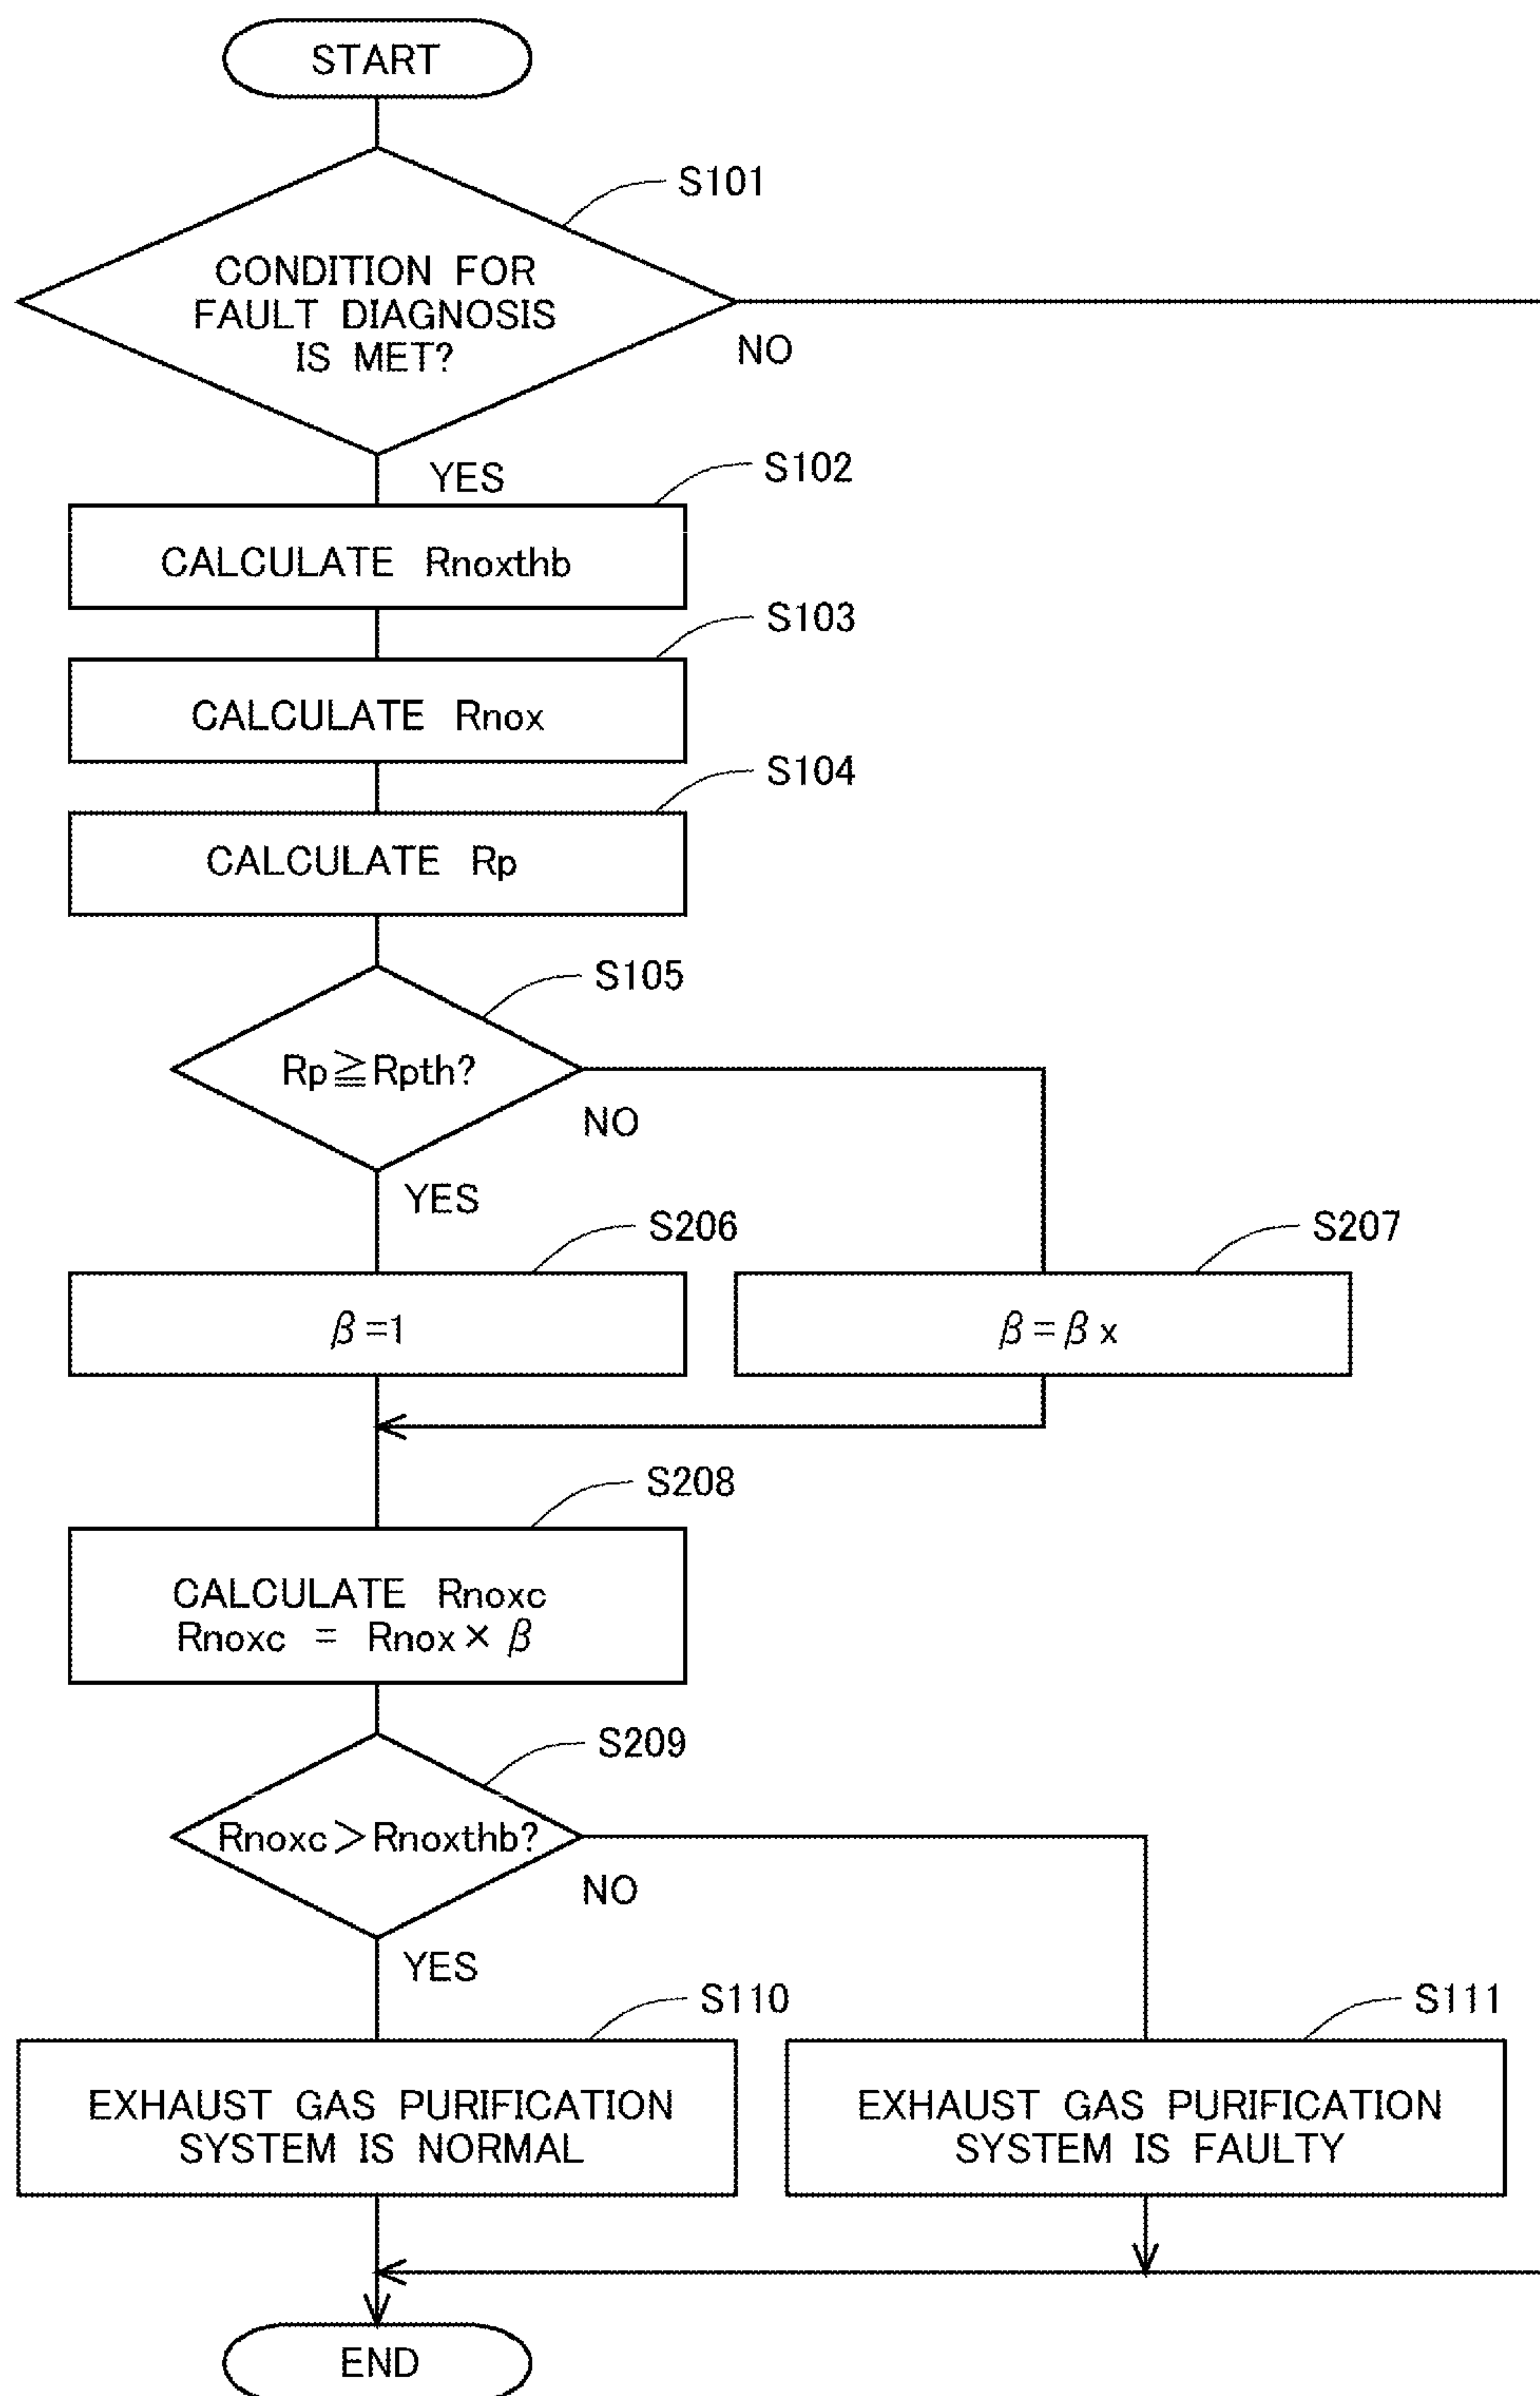 START
S101
CONDITION FOR
FAULT DIAGNOSIS
IS MET?
NO
YES
S102
CALCULATE Rnoxthb
S103
CALCULATE Rnox
S104
CALCULATE Rp
S105
Rp≧Rpth?
NO
YES
S206
S207
β=1
β=βx
S208
CALCULATE Rnoxc
Rnoxc = Rnox×β
S209
Rnoxc>Rnoxthb?
NO
YES
S110
S111
EXHAUST GAS PURIFICATION
SYSTEM IS NORMAL
EXHAUST GAS PURIFICATION
SYSTEM IS FAULTY
END